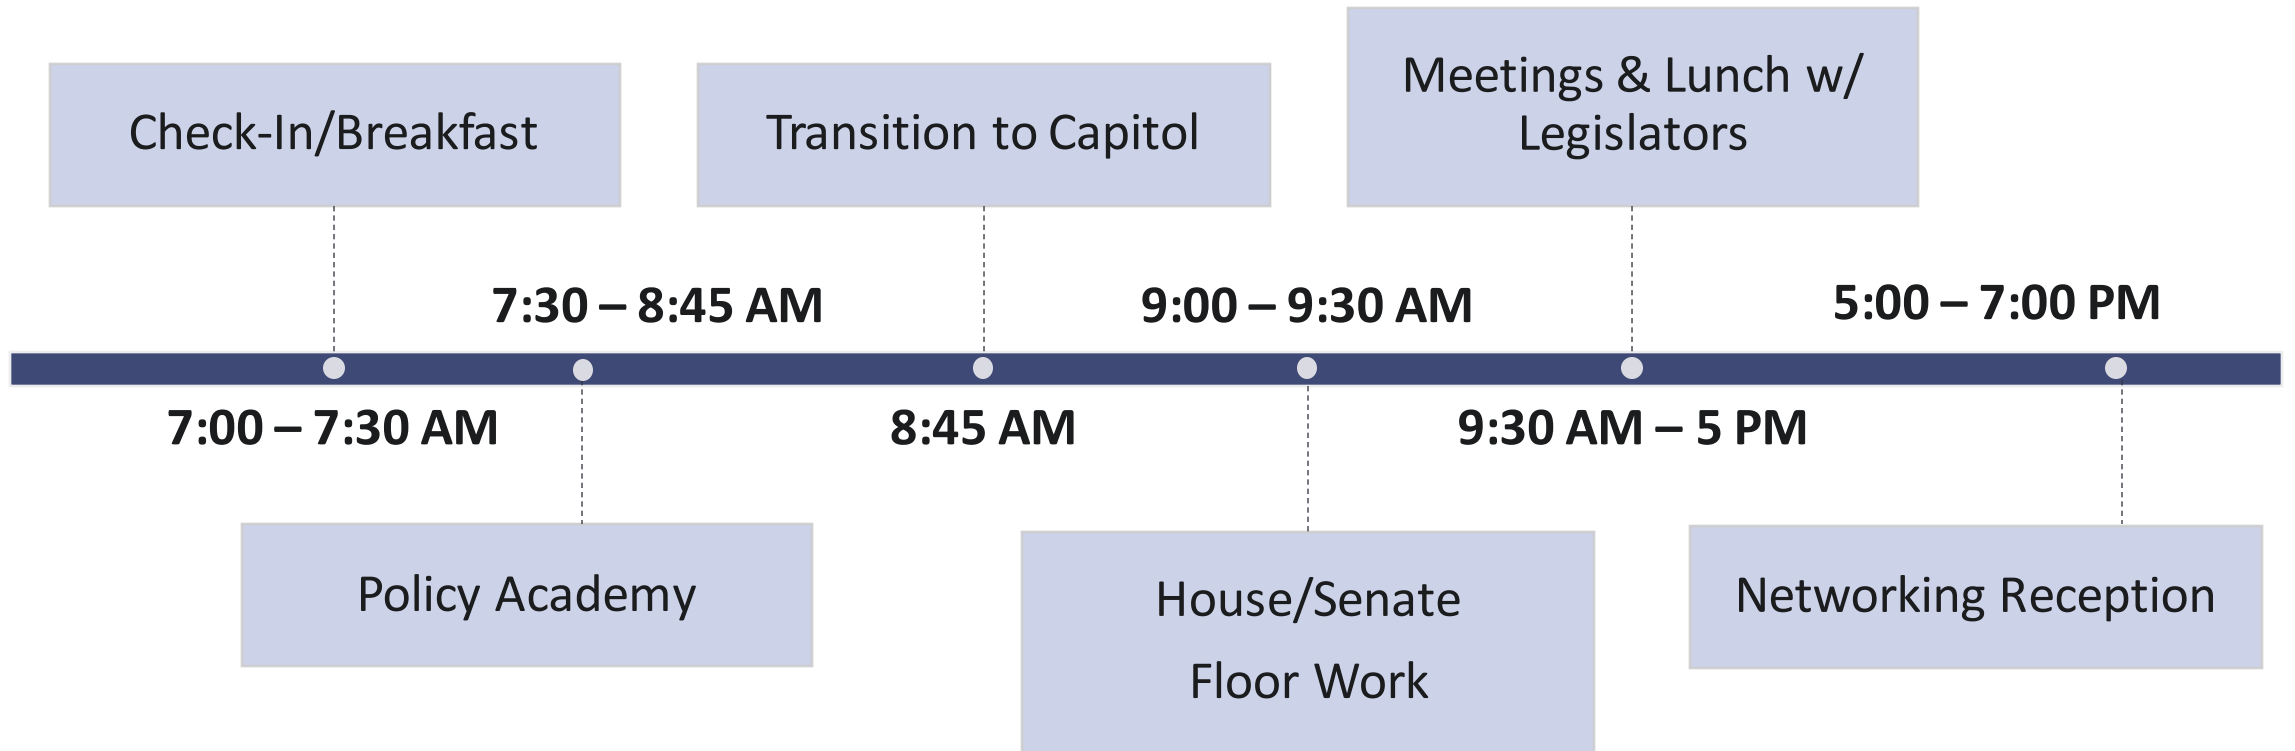 Check-In/Breakfast
Transition to Capitol
Meetings & Lunch w/
Legislators
7:30 – 8:45 AM
9:00 – 9:30 AM
5:00 – 7:00 PM
7:00 – 7:30 AM
8:45 AM
9:30 AM – 5 PM
Policy Academy
House/Senate
Floor Work
Networking Reception